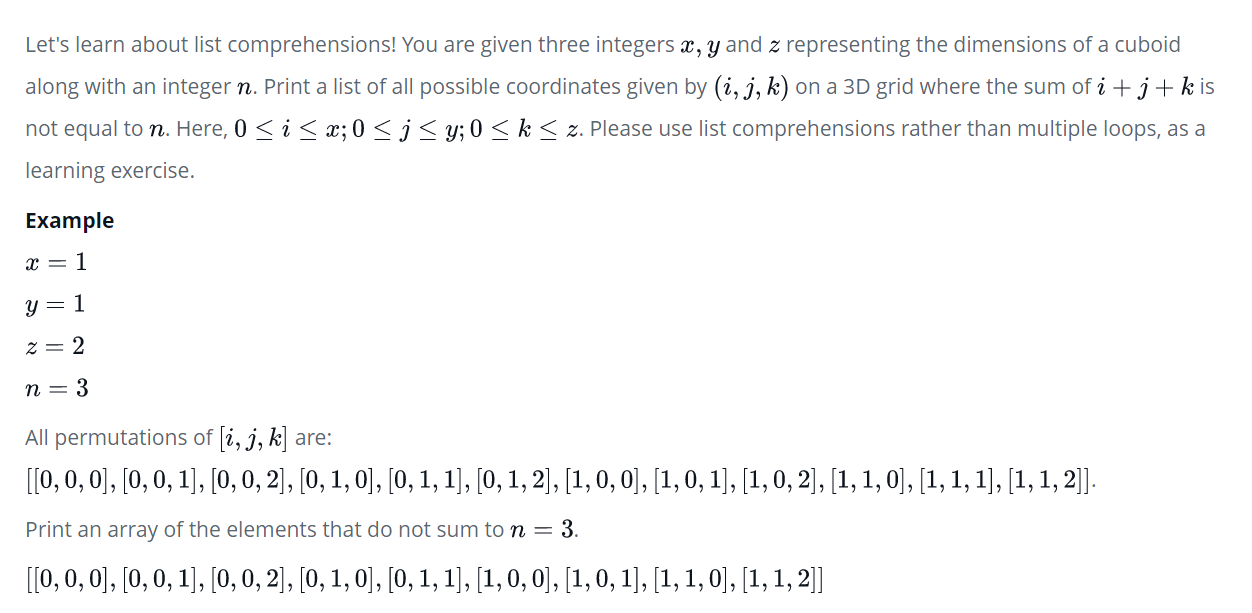 Let's learn about list comprehensions! You are given three integers x, y and z representing the dimensions of a cuboid
along with an integer n. Print a list of all possible coordinates given by (i, j, k) on a 3D grid where the sum of i + j + k is
not equal to n. Here, 0 ≤ i ≤ x; 0 ≤ j ≤ y; 0 ≤ k ≤ z. Please use list comprehensions rather than multiple loops, as a
learning exercise.
Example
x = 1
y = 1
z = 2
n = 3
All permutations of [i, j, k] are:
[[0, 0, 0], [0, 0, 1], [0, 0, 2], [0, 1, 0], [0, 1, 1], [0, 1, 2], [1, 0, 0], [1, 0, 1], [1, 0, 2], [1, 1, 0], [1, 1, 1], [1, 1, 2]].
Print an array of the elements that do not sum to n = 3.
[[0, 0, 0], [0, 0, 1], [0, 0, 2], [0, 1, 0], [0, 1, 1], [1, 0, 0], [1, 0, 1], [1, 1, 0], [1, 1, 2]]